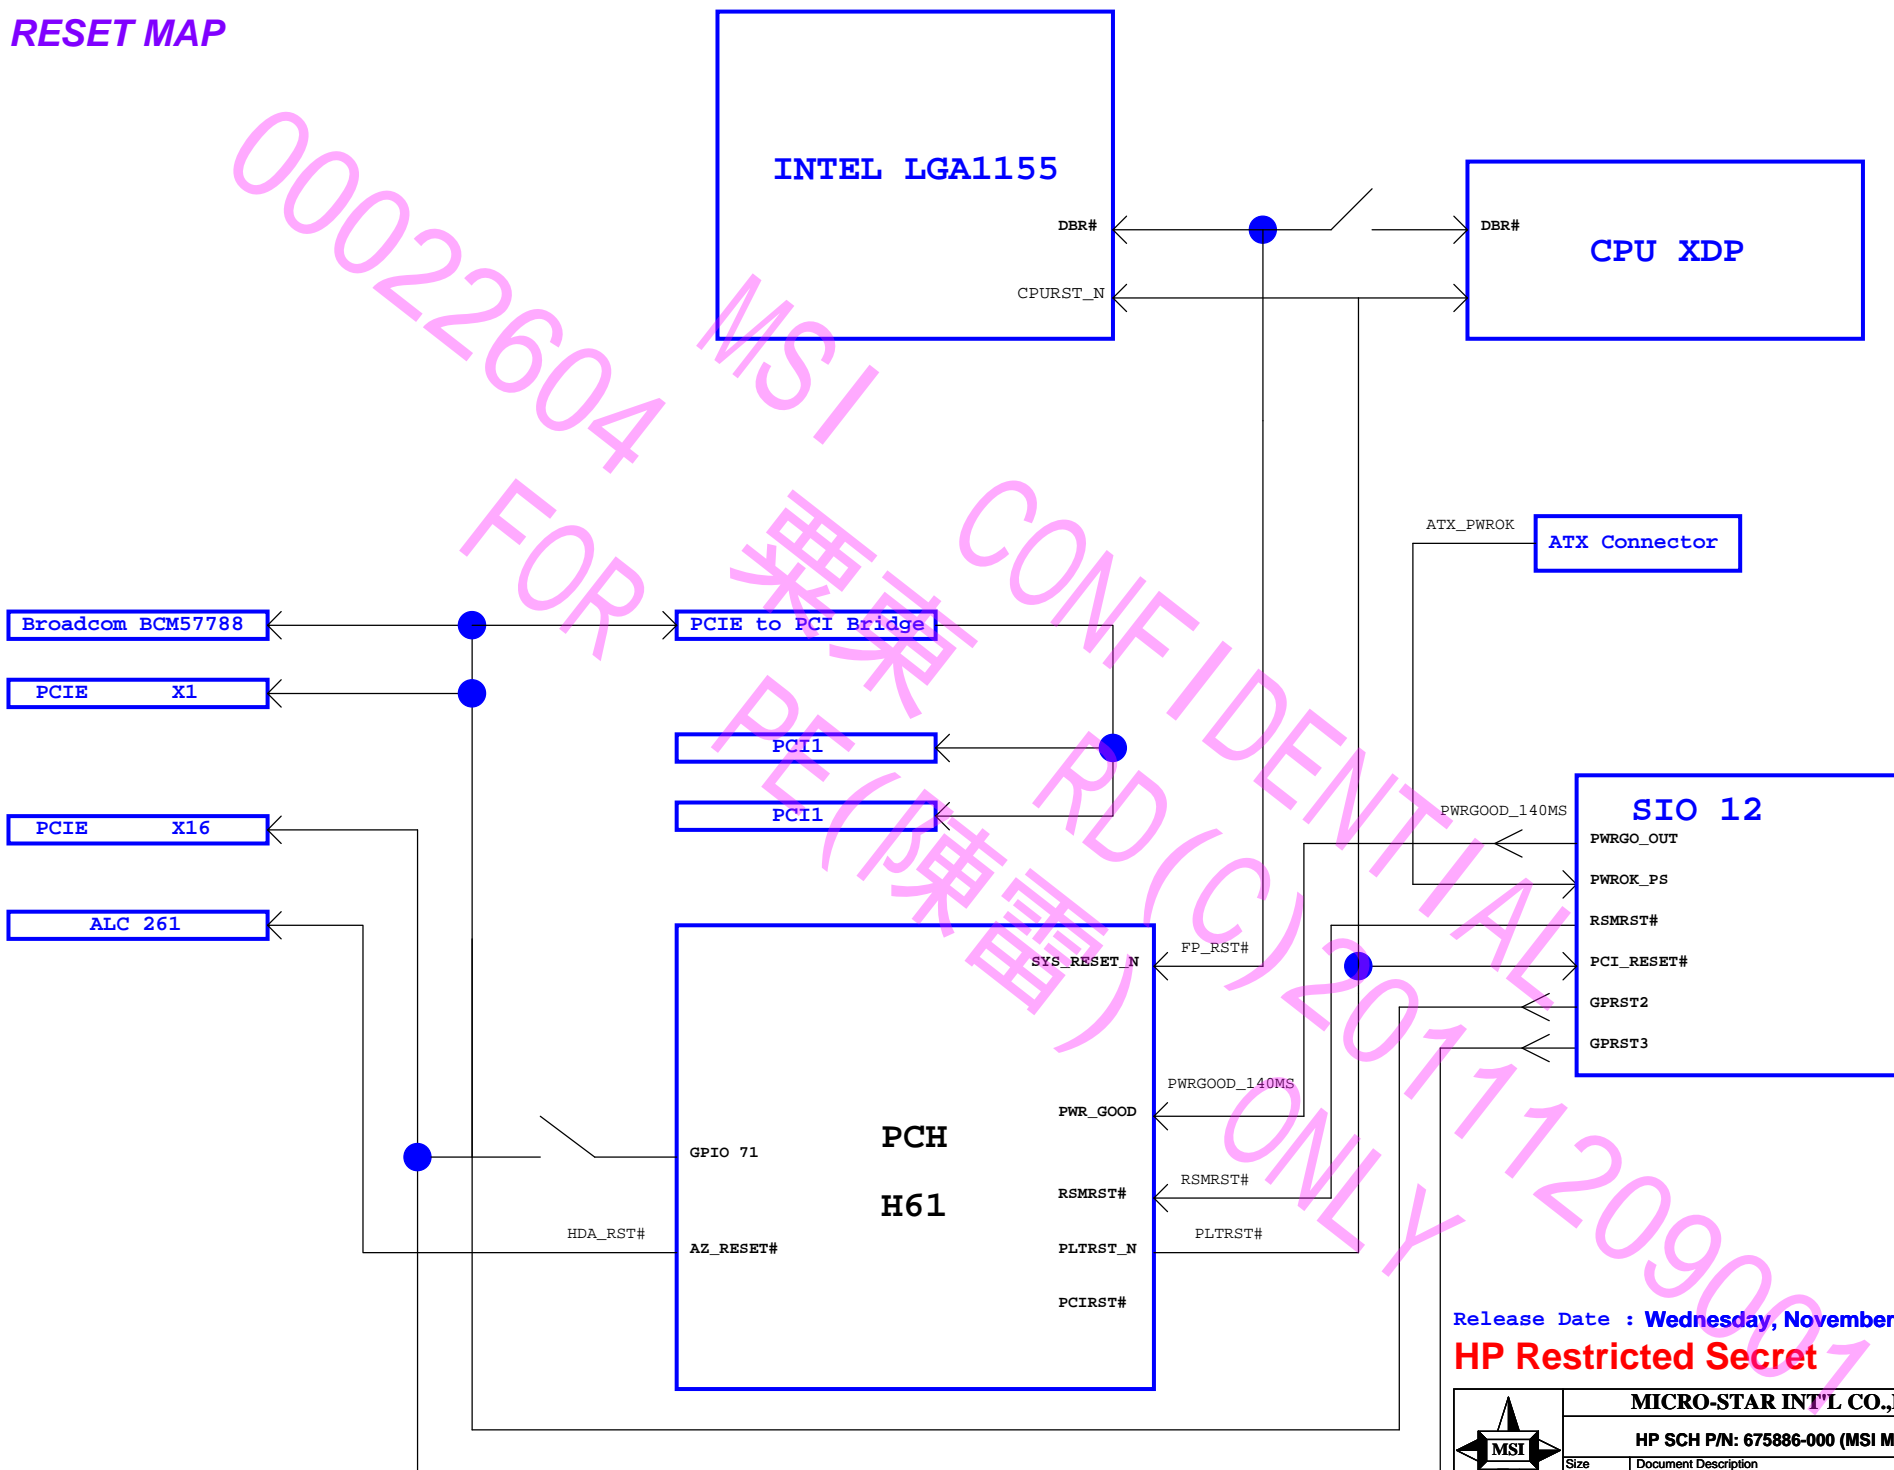 RESET MAP
INTEL LGA1155
DBR#
CPURST_N
DBR#
CPU XDP
ATX_PWROK
ATX Connector
Broadcom BCM57788
PCIE to PCI Bridge
PCIE X1
PCI1
PCI1
PCIE X16
ALC 261
PWRGOOD_140MS
SIO 12
PWRGO_OUT
PWROK_PS
RSMRST#
PCI_RESET#
GPRST2
GPRST3
SYS_RESET_N
FP_RST#
PWRGOOD_140MS
PWR_GOOD
PCH
H61
GPIO 71
RSMRST#
RSMRST#
HDA_RST#
AZ_RESET#
PLTRST_N
PLTRST#
PCIRST#
00022604 MSI CONFIDENTIAL
FOR 粟東 RD(C)20111209001
PE(陳雷) ONLY
Release Date : Wednesday, November
HP Restricted Secret
MICRO-STAR INT'L CO.,
MSI
HP SCH P/N: 675886-000 (MSI M
Size
Document Description